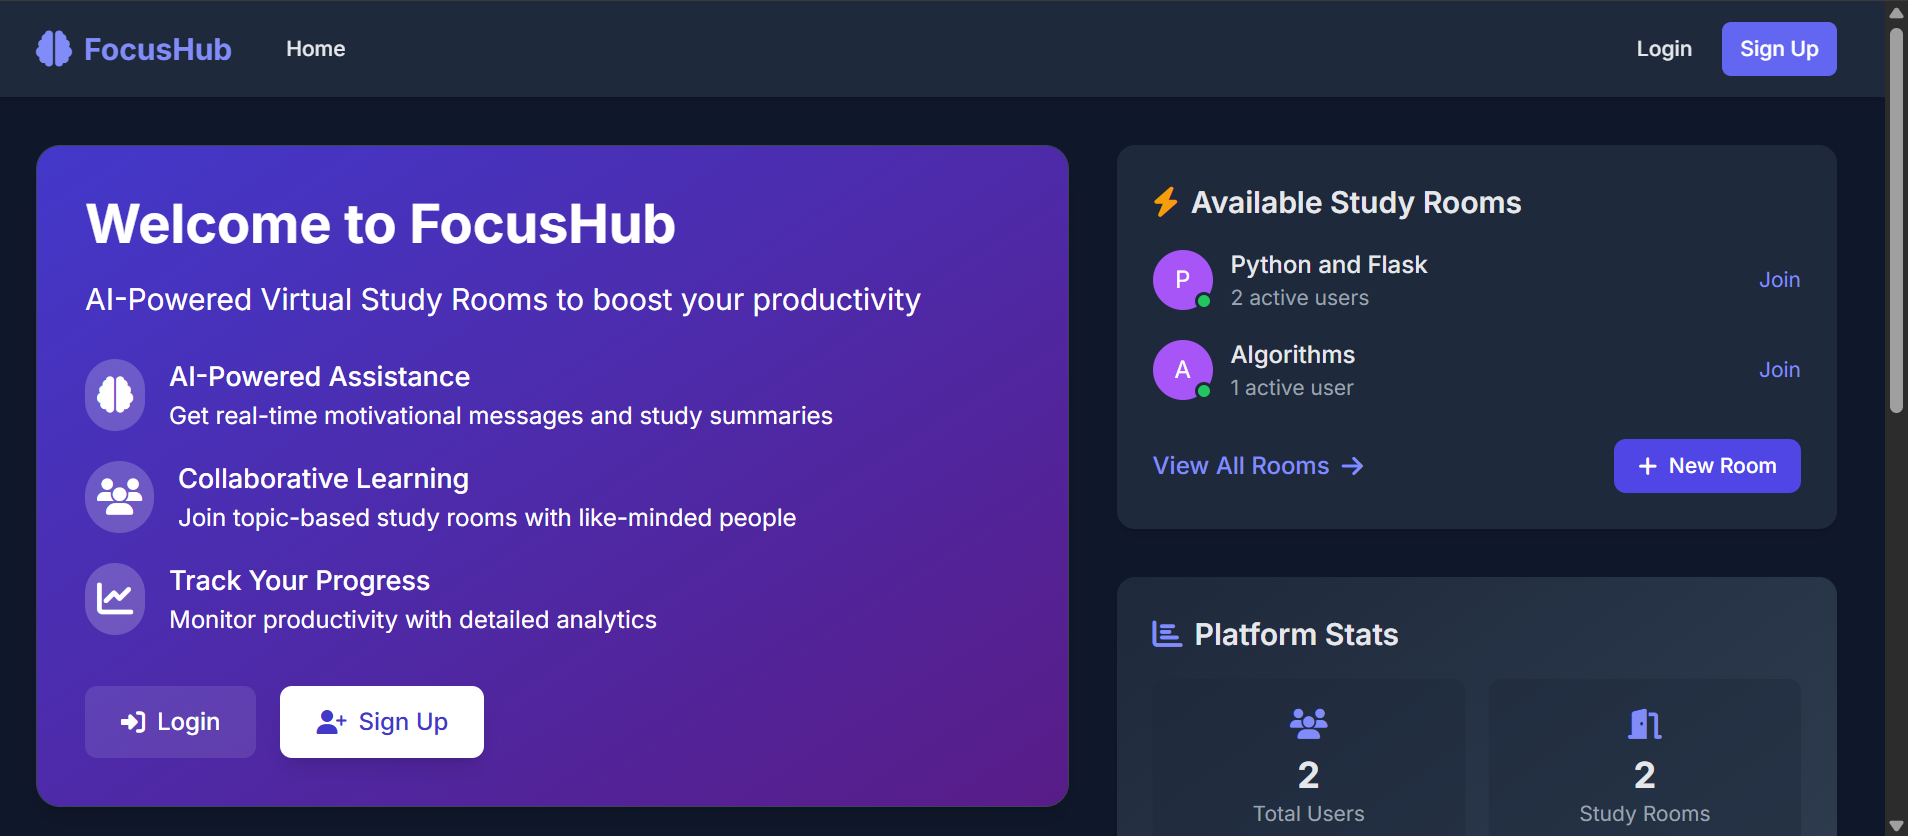 FocusHub
Home
Login
Sign Up
Welcome to FocusHub
AI-Powered Virtual Study Rooms to boost your productivity
AI-Powered Assistance
Get real-time motivational messages and study summaries
Collaborative Learning
Join topic-based study rooms with like-minded people
Track Your Progress
Monitor productivity with detailed analytics
Login
Sign Up
Available Study Rooms
P
Python and Flask
2 active users
Join
A
Algorithms
1 active user
Join
View All Rooms
New Room
Platform Stats
2
Total Users
2
Study Rooms